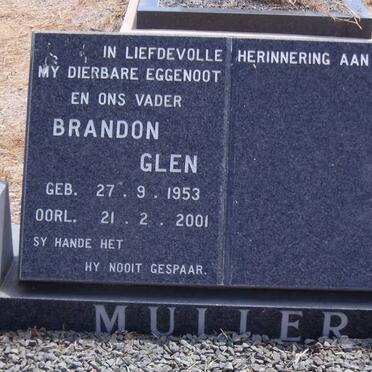 IN LIEFDEVOLLE HERINNERING AAN
MY DIERBARE EGGENOOT
EN ONS VADER
BRANDON
GLEN
GEB. 27.9.1953
OORL. 21.2.2001
SY HANDE HET
HY NOOIT GESPAAR.
MULLER